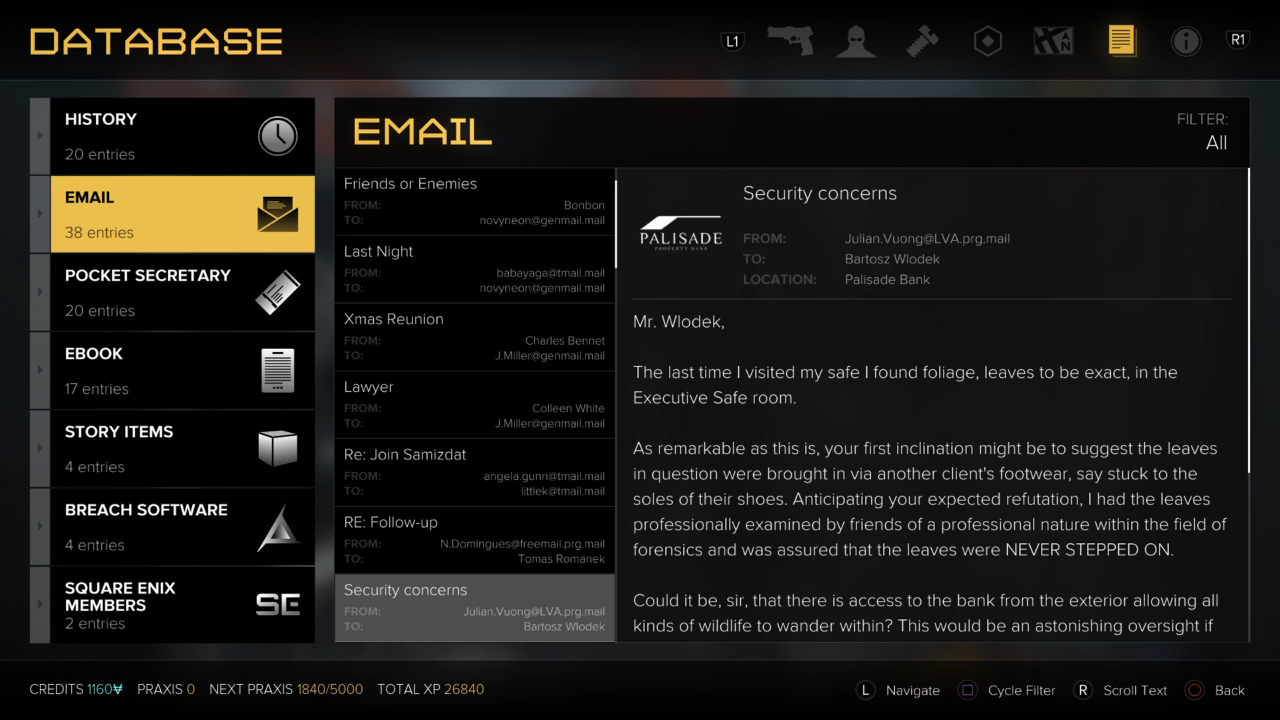 DATABASE
L1
N
R1
HISTORY
20 entries
EMAIL
38 entries
POCKET SECRETARY
20 entries
EBOOK
17 entries
STORY ITEMS
4 entries
BREACH SOFTWARE
4 entries
SQUARE ENIX
MEMBERS
2 entries
SE
EMAIL
FILTER:
All
Friends or Enemies
FROM: Bonbon
TO: novyneon@genmail.mail
Last Night
FROM: babayaga@tmail.mail
TO: novyneon@genmail.mail
Xmas Reunion
FROM: Charles Bennet
TO: J.Miller@genmail.mail
Lawyer
FROM: Colleen White
TO: J.Miller@genmail.mail
Re: Join Samizdat
FROM: angela.gunn@tmail.mail
TO: littlek@tmail.mail
RE: Follow-up
FROM: N.Domingues@freemail.prg.mail
TO: Tomas Romanek
Security concerns
FROM: Julian.Vuong@LVA.prg.mail
TO: Bartosz Wlodek
PALISADE
PROPERTY BANK
Security concerns
FROM: Julian.Vuong@LVA.prg.mail
TO: Bartosz Wlodek
LOCATION: Palisade Bank
Mr. Wlodek,
The last time I visited my safe I found foliage, leaves to be exact, in the
Executive Safe room.
As remarkable as this is, your first inclination might be to suggest the leaves
in question were brought in via another client's footwear, say stuck to the
soles of their shoes. Anticipating your expected refutation, I had the leaves
professionally examined by friends of a professional nature within the field of
forensics and was assured that the leaves were NEVER STEPPED ON.
Could it be, sir, that there is access to the bank from the exterior allowing all
kinds of wildlife to wander within? This would be an astonishing oversight if
CREDITS 1160₩ PRAXIS 0 NEXT PRAXIS 1840/5000 TOTAL XP 26840
L Navigate Cycle Filter R Scroll Text Back